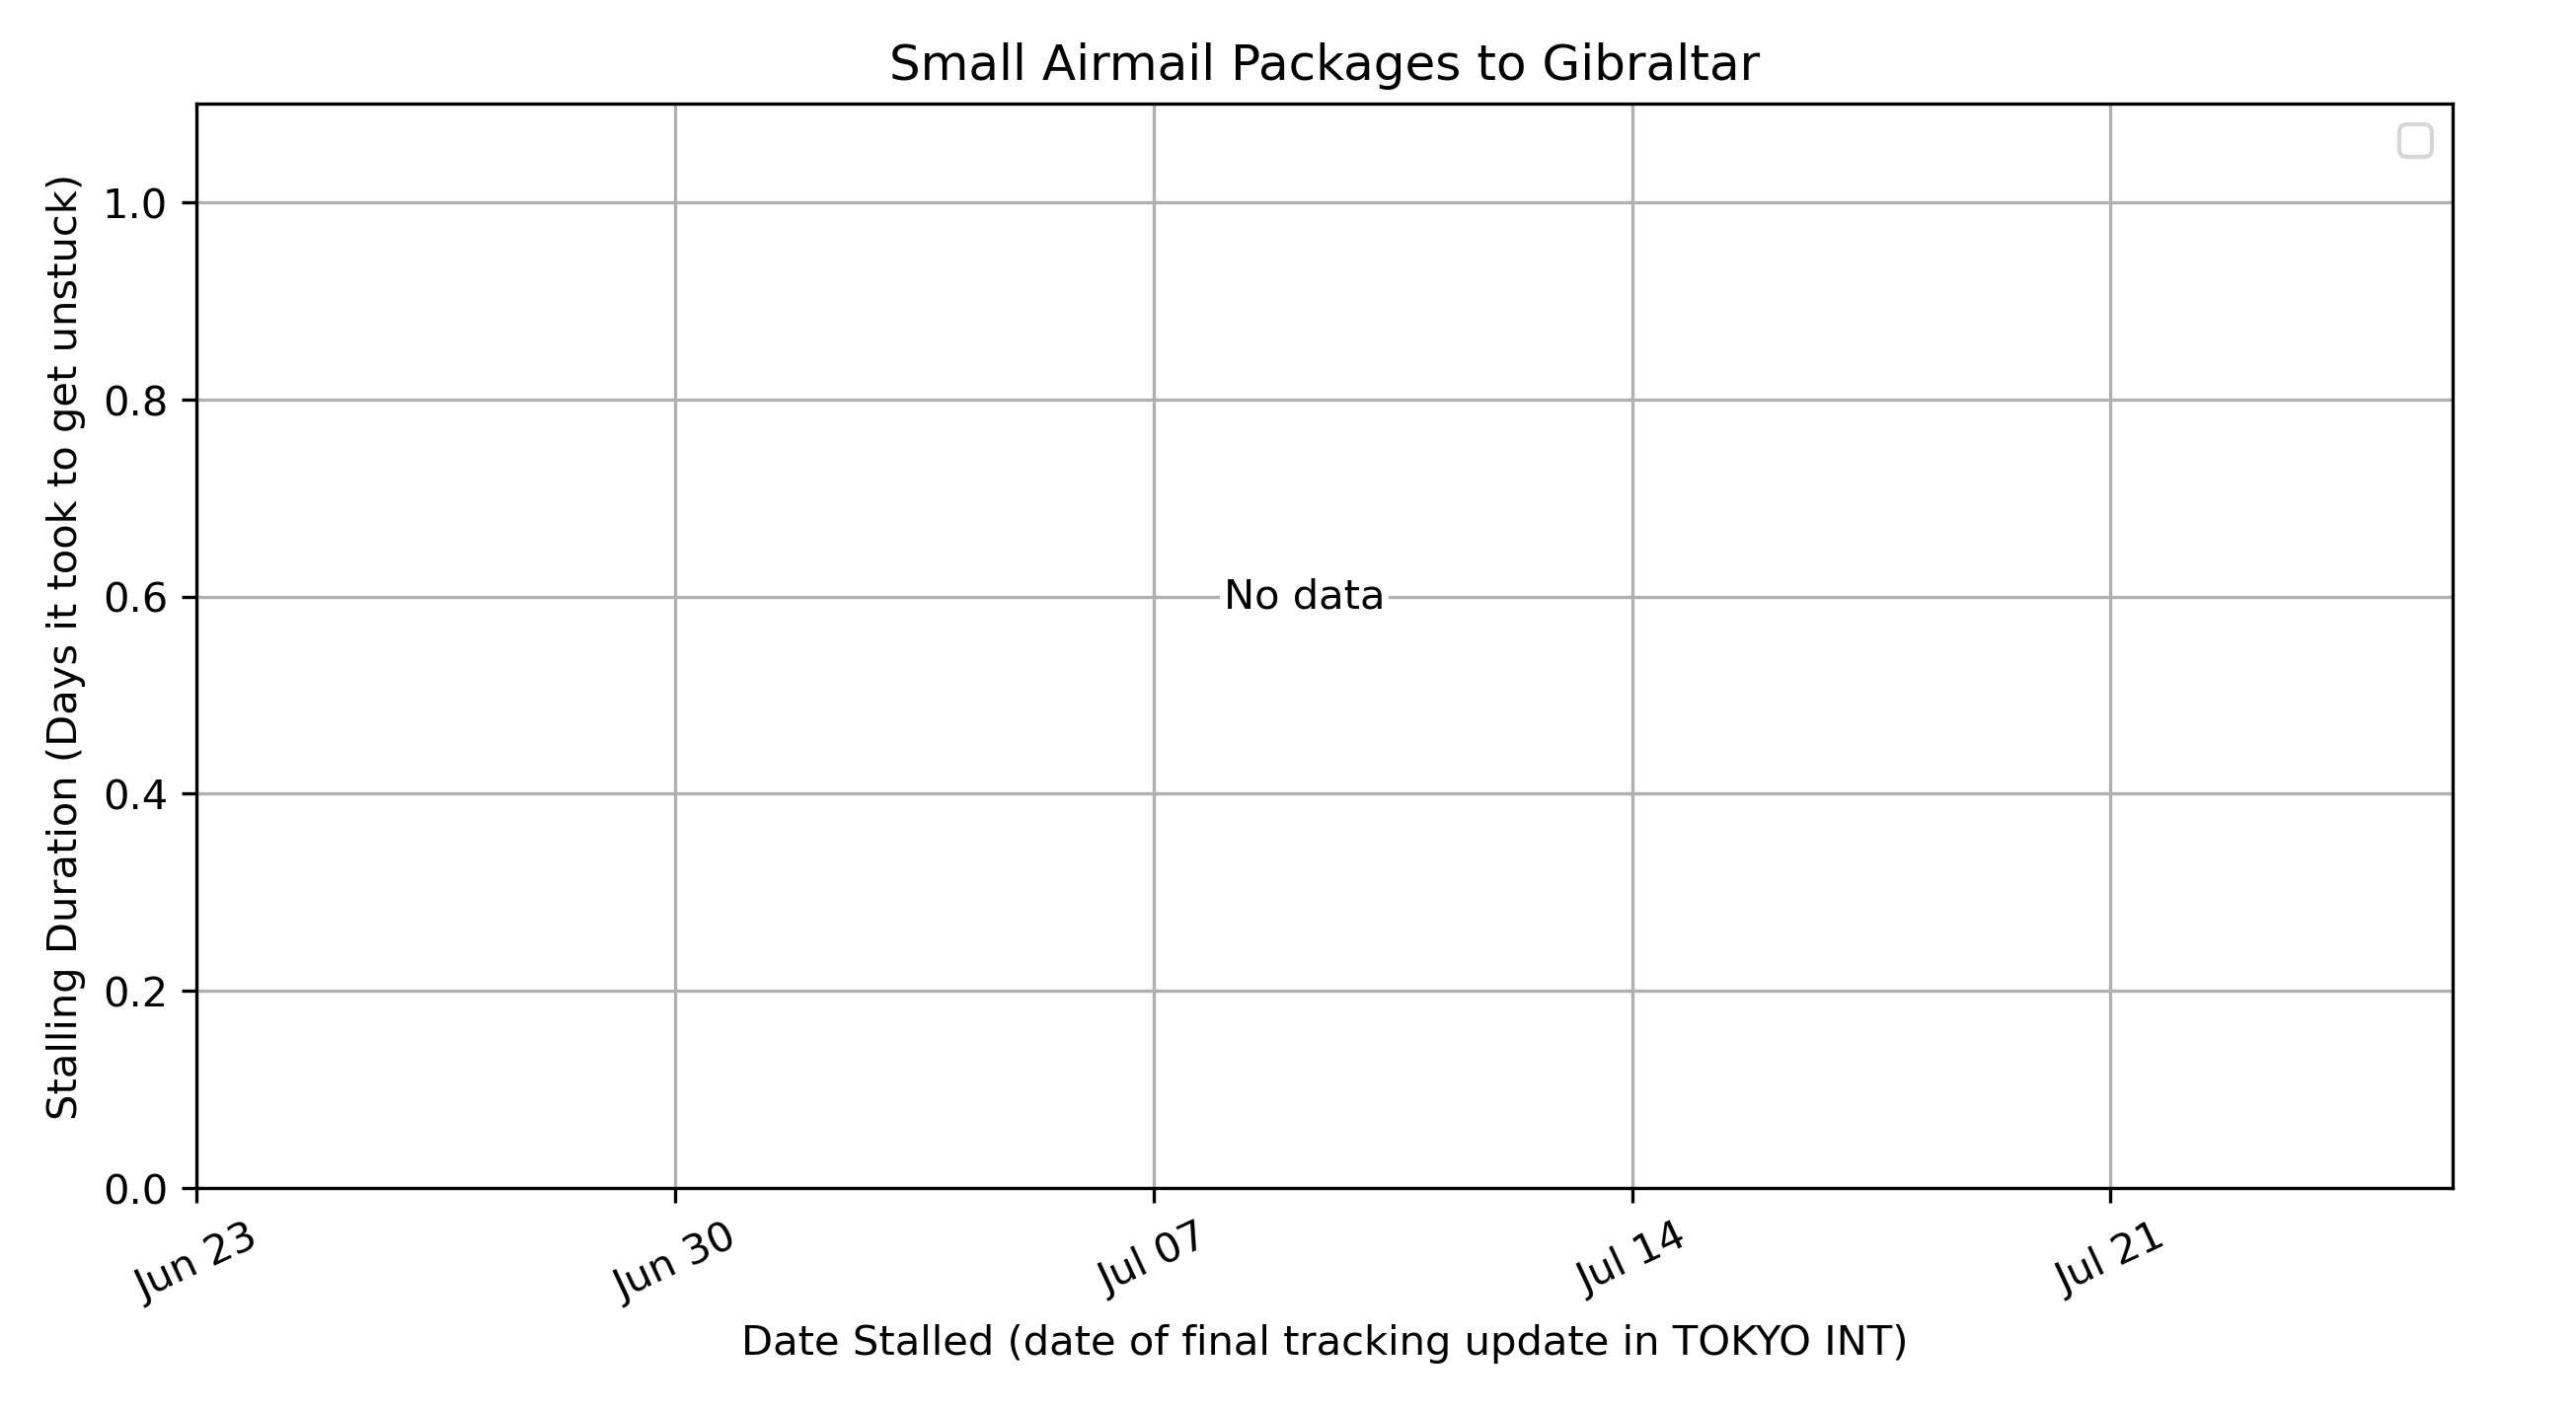 Small Airmail Packages to Gibraltar
Stalling Duration (Days it took to get unstuck)
1.0
0.8
0.6
0.4
0.2
0.0
No data
Jun 23
Jun 30
Jul 07
Jul 14
Jul 21
Date Stalled (date of final tracking update in TOKYO INT)